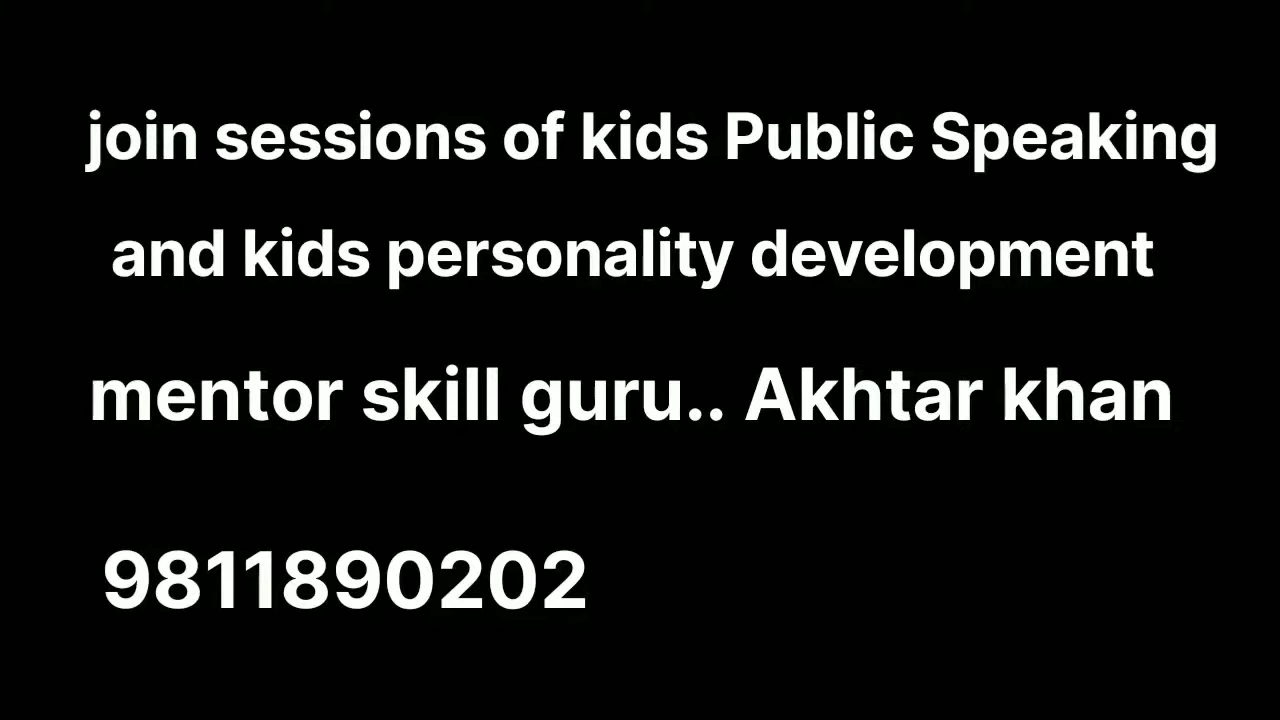 join sessions of kids Public Speaking
and kids personality development
mentor skill guru.. Akhtar khan
9811890202